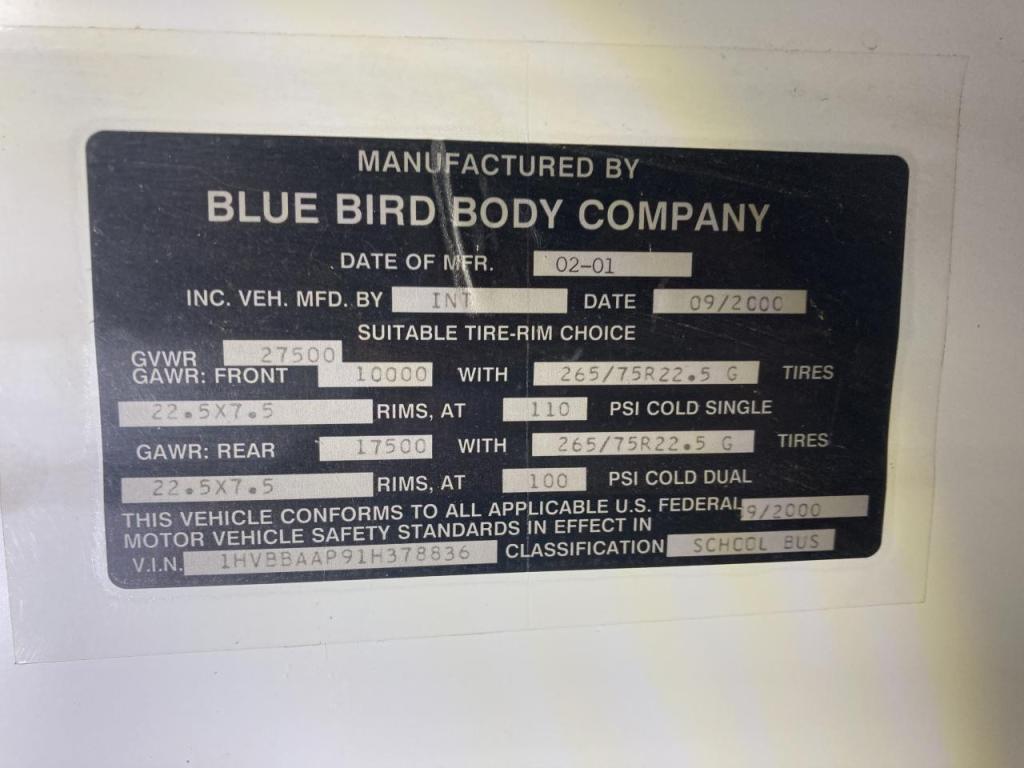 MANUFACTURED BY
BLUE BIRD BODY COMPANY
DATE OF MFR. 02-01
INC. VEH. MFD. BY INT DATE 09/2000
SUITABLE TIRE-RIM CHOICE
GVWR 27500
GAWR: FRONT 10000 WITH 265/75R22.5 G TIRES
22.5X7.5 RIMS, AT 110 PSI COLD SINGLE
GAWR: REAR 17500 WITH 265/75R22.5 G TIRES
22.5X7.5 RIMS, AT 100 PSI COLD DUAL
THIS VEHICLE CONFORMS TO ALL APPLICABLE U.S. FEDERAL
MOTOR VEHICLE SAFETY STANDARDS IN EFFECT IN 9/2000
V.I.N. 1HVBBAAP91H378836 CLASSIFICATION SCHOOL BUS